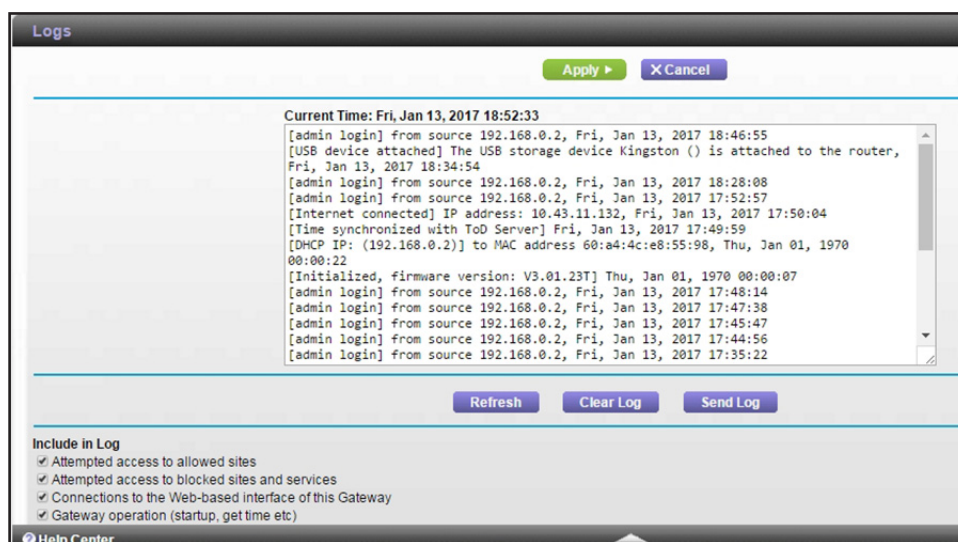 Logs
Apply
X Cancel
Current Time: Fri, Jan 13, 2017 18:52:33
[admin login] from source 192.168.0.2, Fri, Jan 13, 2017 18:46:55
[USB device attached] The USB storage device Kingston () is attached to the router,
Fri, Jan 13, 2017 18:34:54
[admin login] from source 192.168.0.2, Fri, Jan 13, 2017 18:28:08
[admin login] from source 192.168.0.2, Fri, Jan 13, 2017 17:52:57
[Internet connected] IP address: 10.43.11.132, Fri, Jan 13, 2017 17:50:04
[Time synchronized with ToD Server] Fri, Jan 13, 2017 17:49:59
[DHCP IP: (192.168.0.2)] to MAC address 60:a4:4c:e8:55:98, Thu, Jan 01, 1970
00:00:22
[Initialized, firmware version: V3.01.23T] Thu, Jan 01, 1970 00:00:07
[admin login] from source 192.168.0.2, Fri, Jan 13, 2017 17:48:14
[admin login] from source 192.168.0.2, Fri, Jan 13, 2017 17:47:38
[admin login] from source 192.168.0.2, Fri, Jan 13, 2017 17:45:47
[admin login] from source 192.168.0.2, Fri, Jan 13, 2017 17:44:56
[admin login] from source 192.168.0.2, Fri, Jan 13, 2017 17:35:22
Refresh
Clear Log
Send Log
Include in Log
Attempted access to allowed sites
Attempted access to blocked sites and services
Connections to the Web-based interface of this Gateway
Gateway operation (startup, get time etc)
Help Center